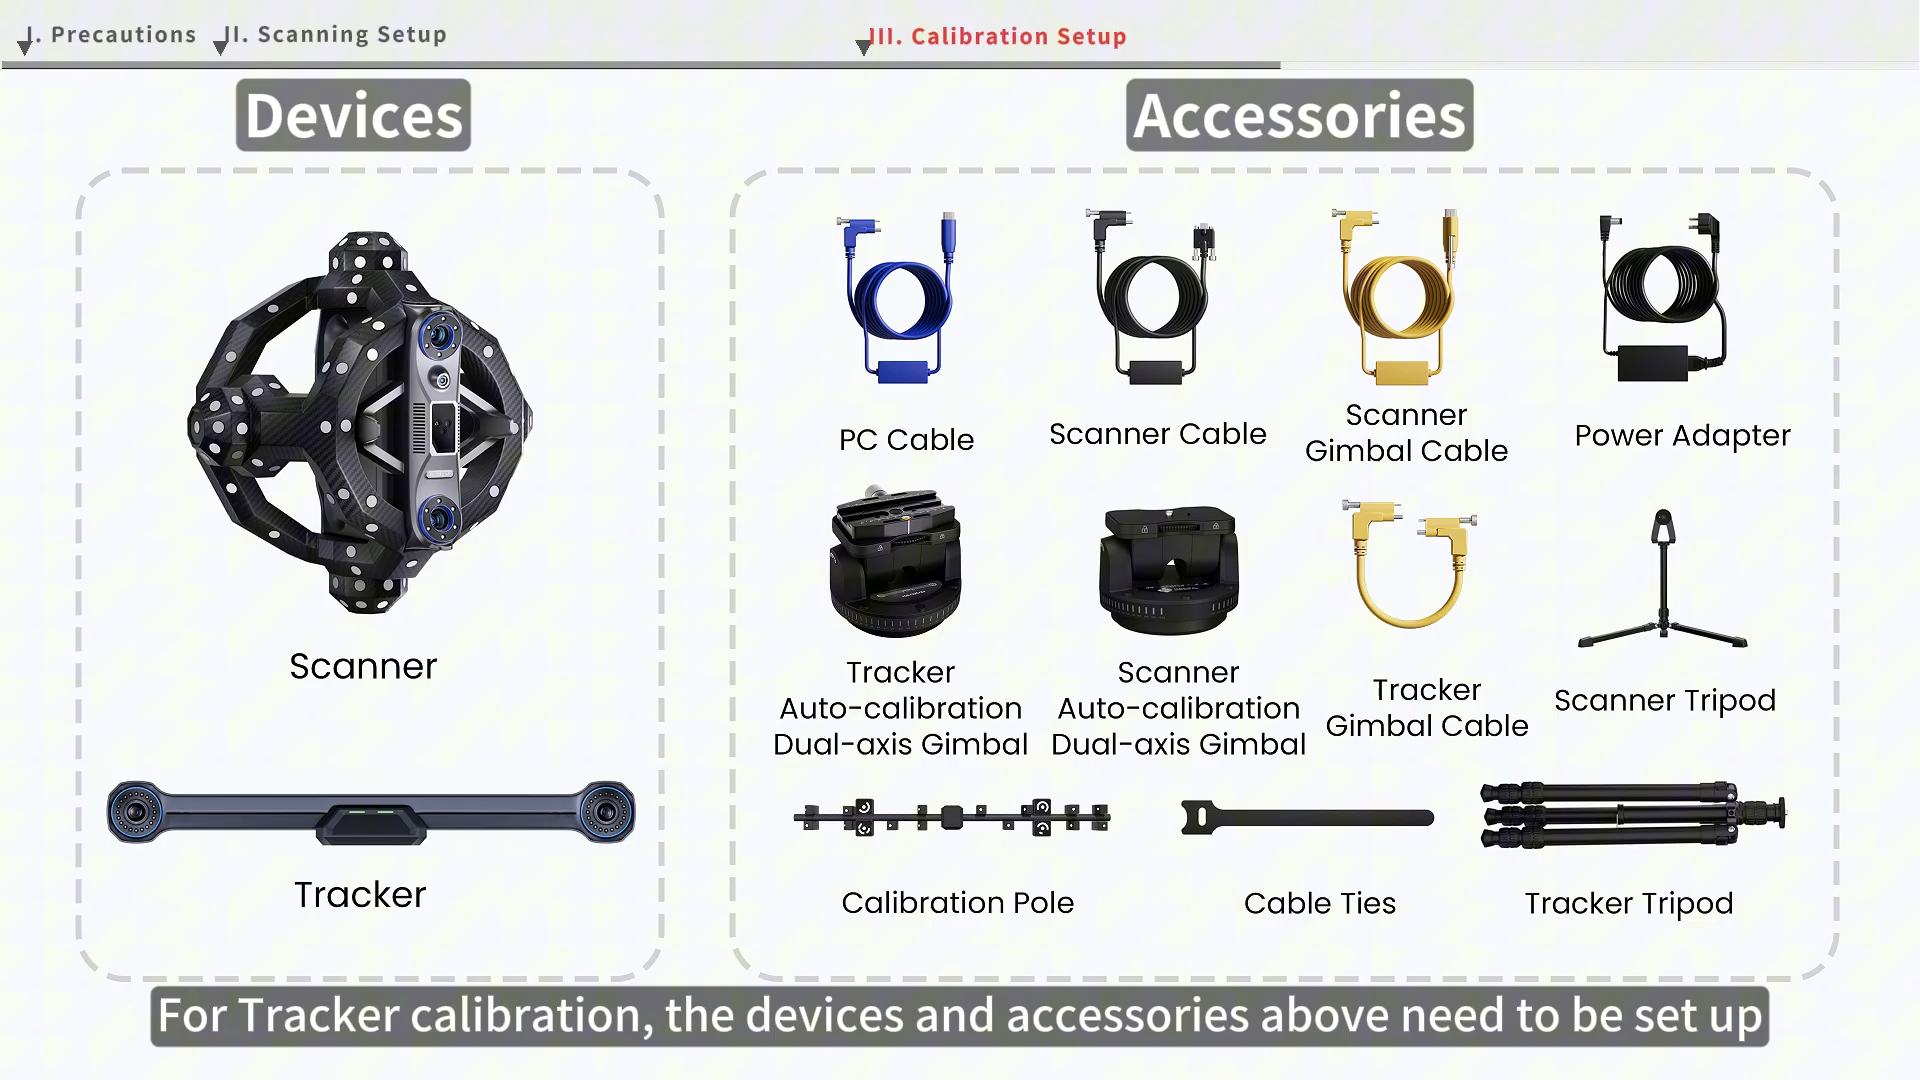 I. Precautions
II. Scanning Setup
III. Calibration Setup
Devices
Accessories
Scanner
Tracker
PC Cable
Scanner Cable
Scanner
Gimbal Cable
Power Adapter
Tracker
Auto-calibration
Dual-axis Gimbal
Scanner
Auto-calibration
Dual-axis Gimbal
Tracker
Gimbal Cable
Scanner Tripod
Calibration Pole
Cable Ties
Tracker Tripod
For Tracker calibration, the devices and accessories above need to be set up